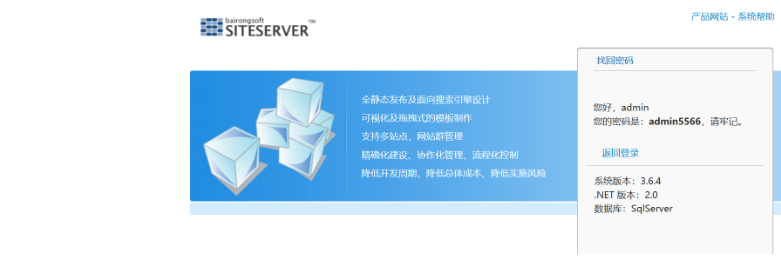 bairongsoft
SITESERVER™
产品网站 - 系统帮助
找回密码
全静态发布及面向搜索引擎设计
可视化及拖拽式的模板制作
支持多站点、网站群管理
精确化建设、协作化管理、流程化控制
降低开发周期、降低总体成本、降低实施风险
您好，admin
您的密码是：admin5566，请牢记。
返回登录
系统版本：3.6.4
.NET 版本：2.0
数据库：SqlServer